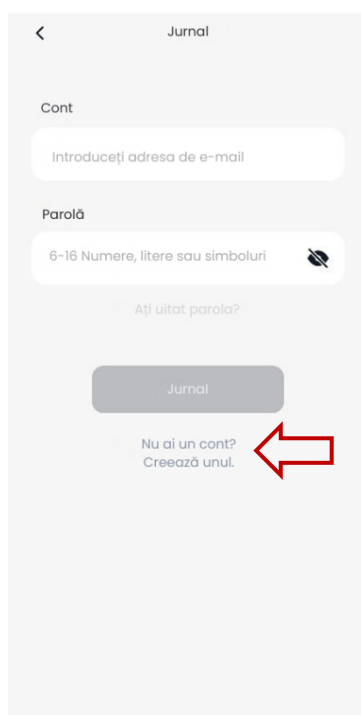 Jurnal
Cont
Introduceți adresa de e-mail
Parolă
6-16 Numere, litere sau simboluri
Ați uitat parola?
Jurnal
Nu ai un cont?
Creează unul.